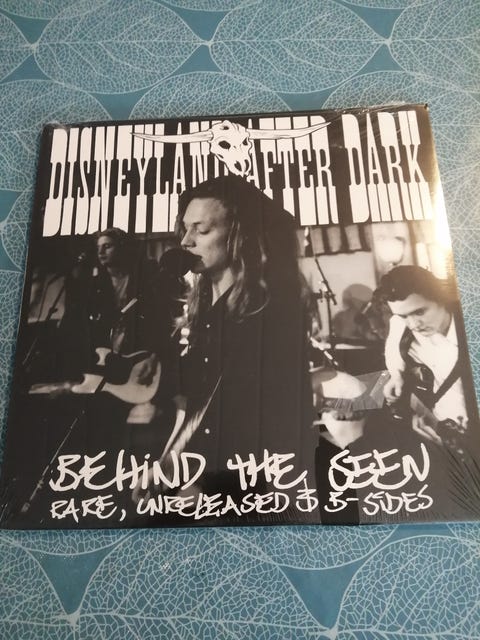 DISNEYLAND AFTER DARK
BEHIND THE SEEN
RARE, UNRELEASED & B-SIDES